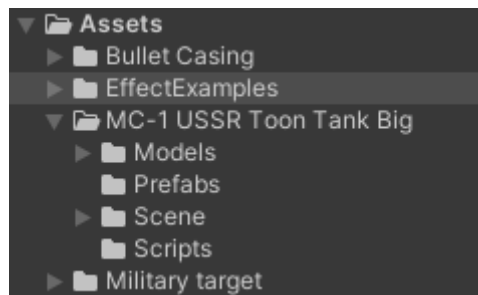 Assets
Bullet Casing
EffectExamples
MC-1 USSR Toon Tank Big
Models
Prefabs
Scene
Scripts
Military target